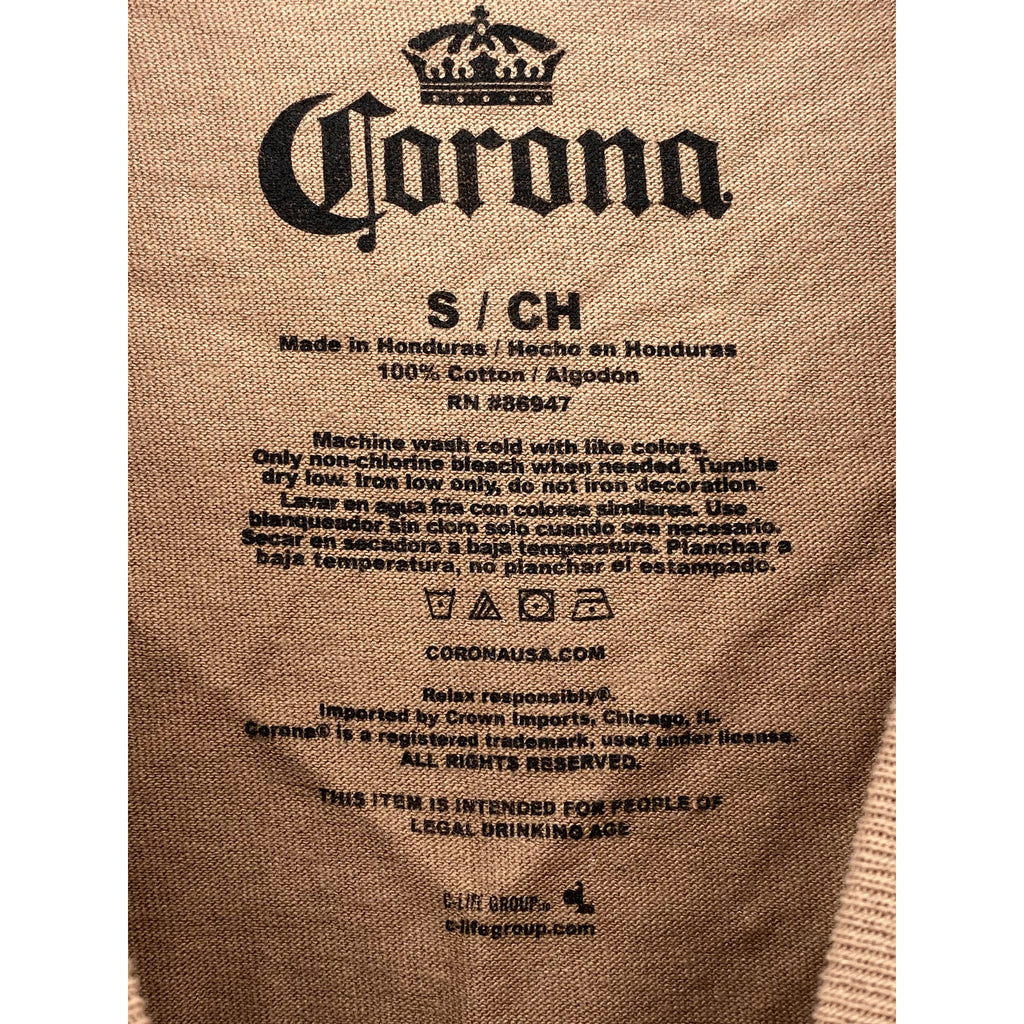 Corona
S / CH
Made in Honduras / Hecho en Honduras
100% Cotton / Algodón
RN #86947
Machine wash cold with like colors.
Only non-chlorine bleach when needed. Tumble
dry low. Iron low only, do not iron decoration.
Lavar en agua fria con colores similares. Use
blanqueador sin cloro solo cuando sea necesario.
Secar en secadora a baja temperatura. Planchar a
baja temperatura, no planchar el estampado.
CORONAUSA.COM
Relax responsibly®.
Imported by Crown Imports, Chicago, IL.
Corona® is a registered trademark, used under license.
ALL RIGHTS RESERVED.
THIS ITEM IS INTENDED FOR PEOPLE OF
LEGAL DRINKING AGE
C-LIFE GROUP
c-lifegroup.com